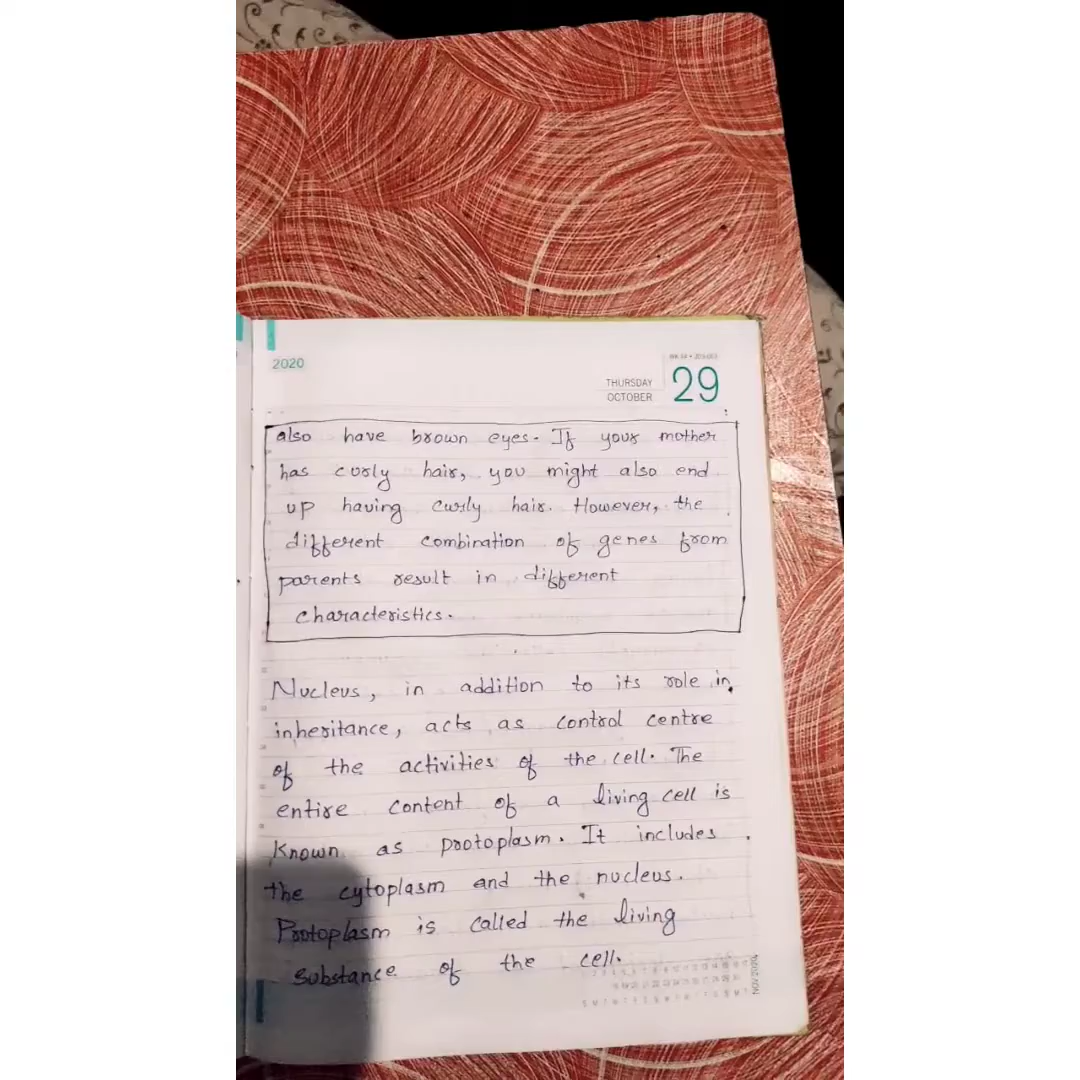 2020
THURSDAY
OCTOBER
29
also have brown eyes. If your mother
has curly hair, you might also end
up having curly hair. However, the
different combination of genes from
parents result in different
characteristics.
Nucleus, in addition to its role in
inheritance, acts as control centre
of the activities of the cell. The
entire content of a living cell is
known as protoplasm. It includes
the cytoplasm and the nucleus.
Protoplasm is called the living
substance of the cell.
NOV 2020